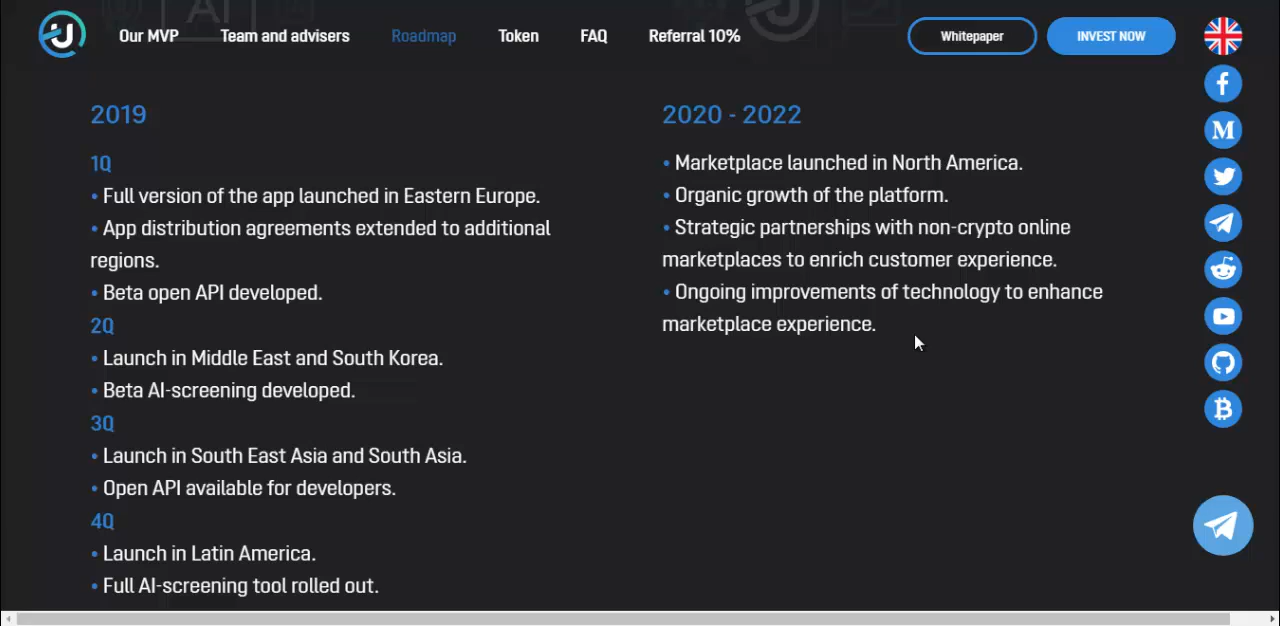 AI
Our MVP
Team and advisers
Roadmap
Token
FAQ
Referral 10%
Whitepaper
INVEST NOW
2019
1Q
• Full version of the app launched in Eastern Europe.
• App distribution agreements extended to additional
regions.
• Beta open API developed.
2Q
• Launch in Middle East and South Korea.
• Beta AI-screening developed.
3Q
• Launch in South East Asia and South Asia.
• Open API available for developers.
4Q
• Launch in Latin America.
• Full AI-screening tool rolled out.
2020 - 2022
• Marketplace launched in North America.
• Organic growth of the platform.
• Strategic partnerships with non-crypto online
marketplaces to enrich customer experience.
• Ongoing improvements of technology to enhance
marketplace experience.